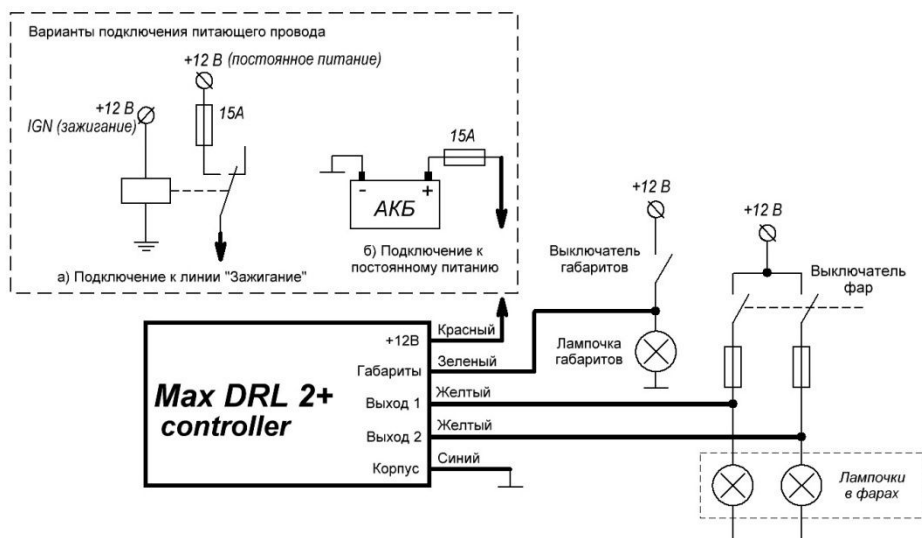 Варианты подключения питающего провода
+12 В (постоянное питание)
+12 В
IGN (зажигание)
15А
15А
- +
АКБ
а) Подключение к линии "Зажигание"
б) Подключение к
постоянному питанию
+12 В
Выключатель
габаритов
+12 В
Выключатель
фар
Лампочка
габаритов
Max DRL 2+
controller
+12В
Красный
Габариты
Зеленый
Выход 1
Желтый
Выход 2
Желтый
Корпус
Синий
Лампочки
в фарах